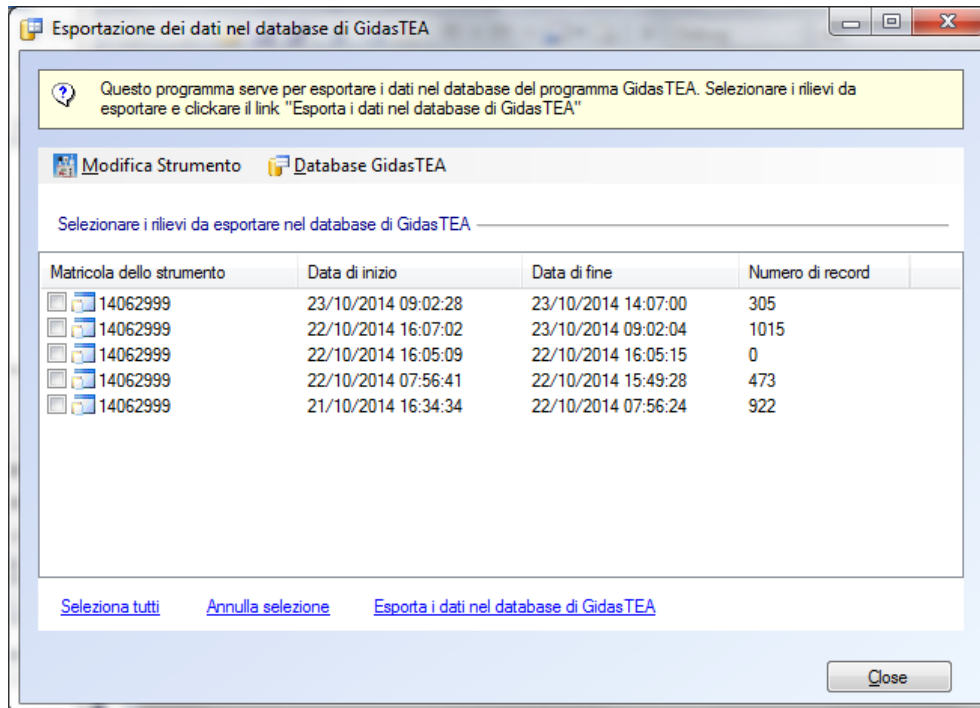 Esportazione dei dati nel database di GidasTEA
Questo programma serve per esportare i dati nel database del programma GidasTEA. Selezionare i rilievi da
esportare e clickare il link "Esporta i dati nel database di GidasTEA"
Modifica Strumento Database GidasTEA
Selezionare i rilievi da esportare nel database di GidasTEA
Matricola dello strumento Data di inizio Data di fine Numero di record
14062999 23/10/2014 09:02:28 23/10/2014 14:07:00 305
14062999 22/10/2014 16:07:02 23/10/2014 09:02:04 1015
14062999 22/10/2014 16:05:09 22/10/2014 16:05:15 0
14062999 22/10/2014 07:56:41 22/10/2014 15:49:28 473
14062999 21/10/2014 16:34:34 22/10/2014 07:56:24 922
Seleziona tutti Annulla selezione Esporta i dati nel database di GidasTEA
Close